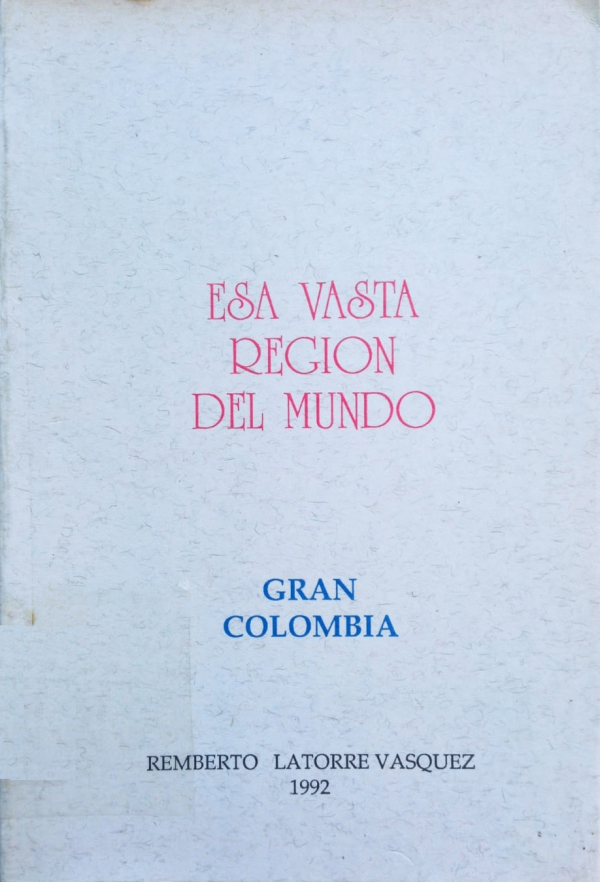 ESA VASTA
REGION
DEL MUNDO
GRAN
COLOMBIA
REMBERTO LATORRE VASQUEZ
1992